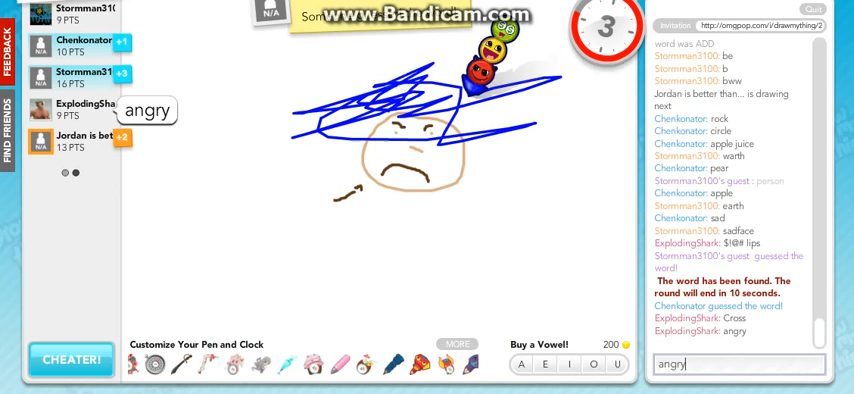 FEEDBACK
FIND FRIENDS
Stormman310
Chenkonator +1
10 PTS
Stormman31 +3
16 PTS
ExplodingSha
9 PTS
angry
N/A Jordan is bet +2
13 PTS
CHEATER!
N/A
www.Bandicam.com
3
Customize Your Pen and Clock
MORE
Buy a Vowel!
200
A E I O U
Quit
Invitation http://omgpop.com/i/drawmything/2
word was ADD
Stormman3100: be
Stormman3100: b
Stormman3100: bww
Jordan is better than... is drawing
next
Chenkonator: rock
Chenkonator: circle
Chenkonator: apple juice
Stormman3100: warth
Chenkonator: pear
Stormman3100's guest : person
Chenkonator: apple
Stormman3100: earth
Chenkonator: sad
Stormman3100: sadface
ExplodingShark: $!@# lips
Stormman3100's guest guessed the
word!
The word has been found. The
round will end in 10 seconds.
Chenkonator guessed the word!
ExplodingShark: Cross
ExplodingShark: angry
angry